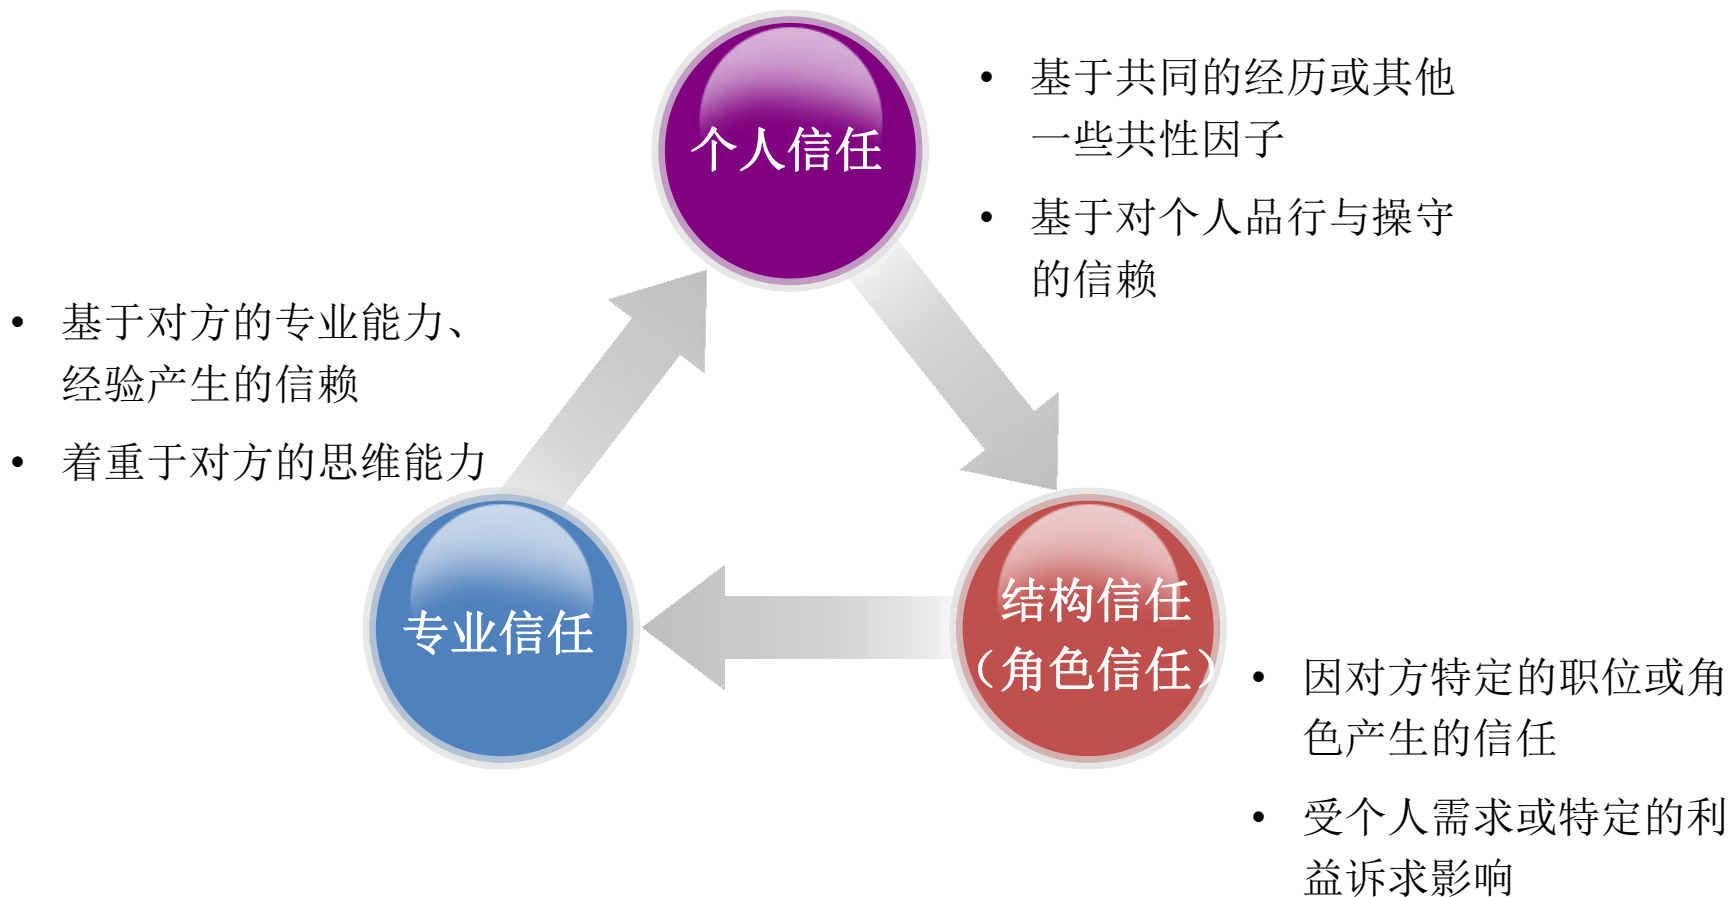 个人信任
• 基于共同的经历或其他
一些共性因子
• 基于对个人品行与操守
的信赖
• 基于对方的专业能力、
经验产生的信赖
• 着重于对方的思维能力
专业信任
结构信任
（角色信任）
• 因对方特定的职位或角
色产生的信任
• 受个人需求或特定的利
益诉求影响